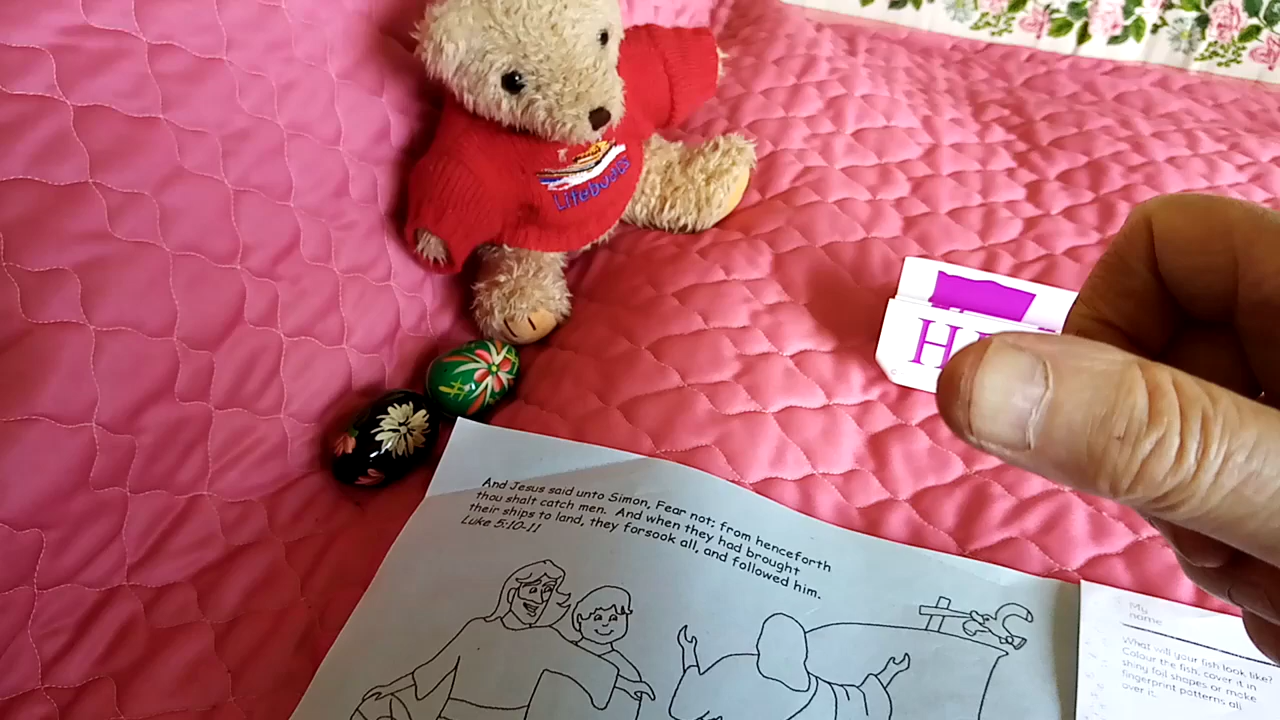 Lifeboats
H
And Jesus said unto Simon, Fear not; from henceforth
thou shalt catch men. And when they had brought
their ships to land, they forsook all, and followed him.
Luke 5:10-11
My
name
What will your fish look like?
Colour the fish, cover it in
shiny foil shapes or make
fingerprint patterns all
over it.